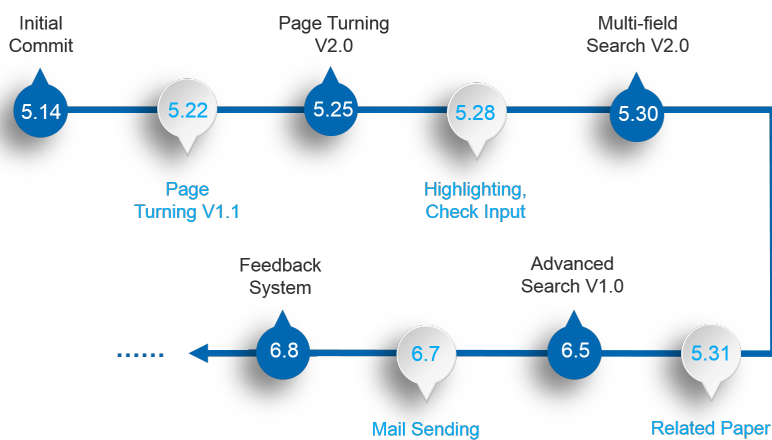 Initial
Commit
Page Turning
V2.0
Multi-field
Search V2.0
5.14
5.22
5.25
5.28
5.30
Page
Turning V1.1
Highlighting,
Check Input
Feedback
System
Advanced
Search V1.0
......
6.8
6.7
6.5
5.31
Mail Sending
Related Paper